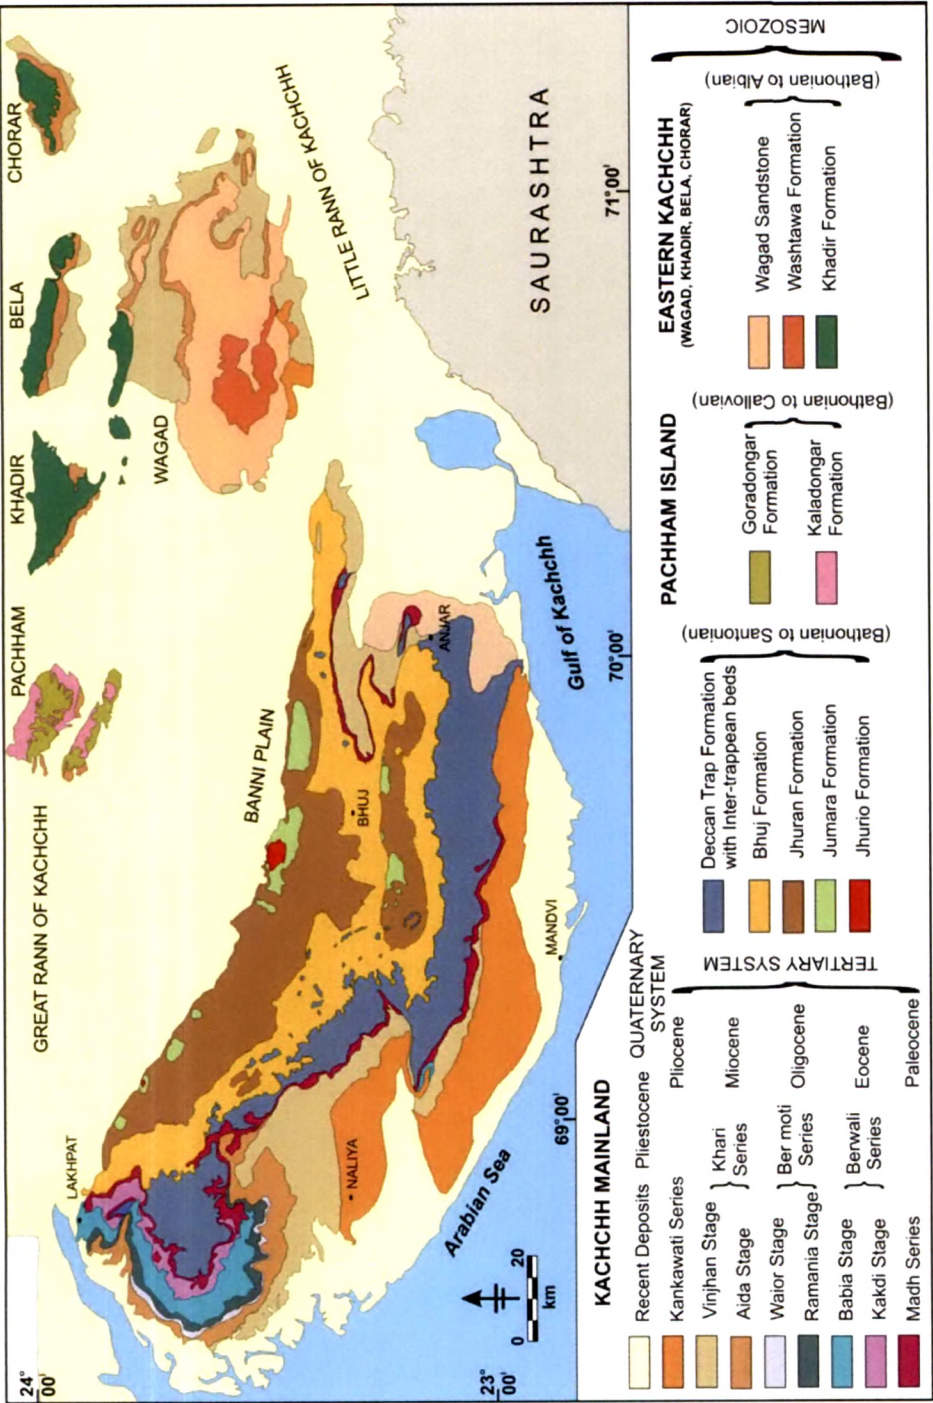 24°
00'
23°
00'
69°00'
70°00'
71°00'
GREAT RANN OF KACHCHH
PACHHAM
KHADIR
BELA
CHORAR
LAKHPAT
BANNI PLAIN
WAGAD
LITTLE RANN OF KACHCHH
BHUJ
ANJAR
NALIYA
MANDVI
SAURASHTRA
Gulf of Kachchh
Arabian Sea
0 20
km
KACHCHH MAINLAND
Recent Deposits Pliestocene QUATERNARY SYSTEM
Kankawati Series Pliocene
Vinjhan Stage
Aida Stage
Khari Series
Miocene
Waior Stage
Ramania Stage
Ber moti Series
Oligocene
Babia Stage
Kakdi Stage
Berwali Series
Eocene
Madh Series Paleocene
TERTIARY SYSTEM
Deccan Trap Formation
with Inter-trappean beds
Bhuj Formation
Jhuran Formation
Jumara Formation
Jhurio Formation
(Bathonian to Santonian)
PACHHAM ISLAND
Goradongar
Formation
Kaladongar
Formation
(Bathonian to Callovian)
EASTERN KACHCHH
(WAGAD, KHADIR, BELA, CHORAR)
Wagad Sandstone
Washtawa Formation
Khadir Formation
(Bathonian to Albian)
MESOZOIC